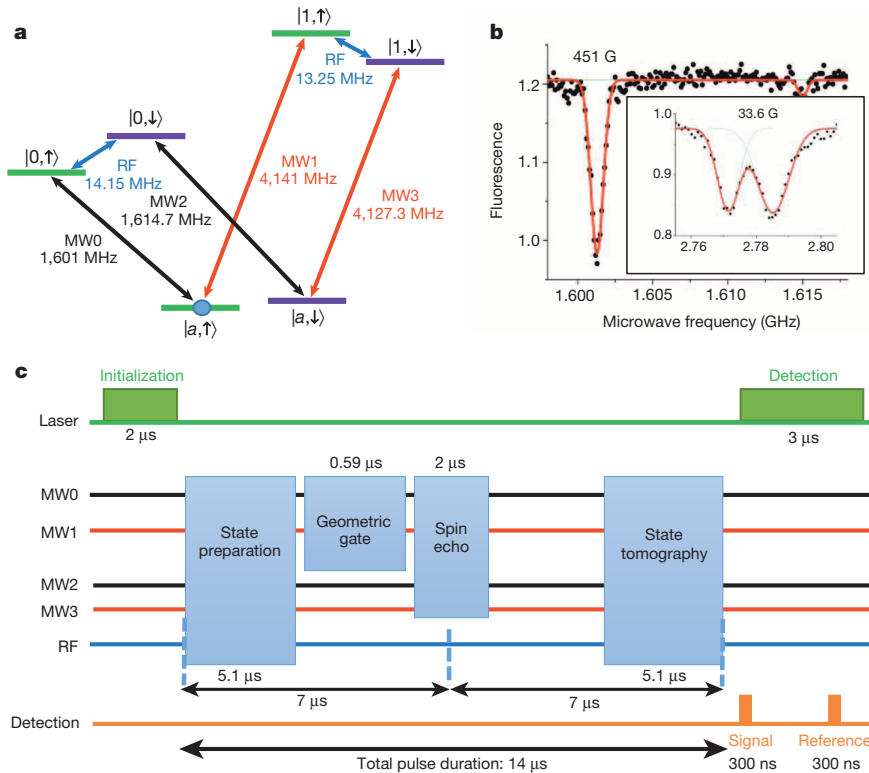 a
|1,↑⟩
RF
13.25 MHz
|1,↓⟩
|0,↓⟩
|0,↑⟩
RF
14.15 MHz
MW1
4,141 MHz
MW2
1,614.7 MHz
MW3
4,127.3 MHz
MW0
1,601 MHz
|a,↑⟩
|a,↓⟩
b
451 G
1.2
1.1
1.0
Fluorescence
33.6 G
1.00
0.9
0.8
2.76
2.78
2.80
1.600
1.605
1.610
1.615
Microwave frequency (GHz)
c
Initialization
Detection
Laser
2 μs
3 μs
0.59 μs
2 μs
MW0
MW1
MW2
MW3
RF
State
preparation
Geometric
gate
Spin
echo
State
tomography
5.1 μs
5.1 μs
7 μs
7 μs
Detection
Signal
Reference
Total pulse duration: 14 μs
300 ns
300 ns